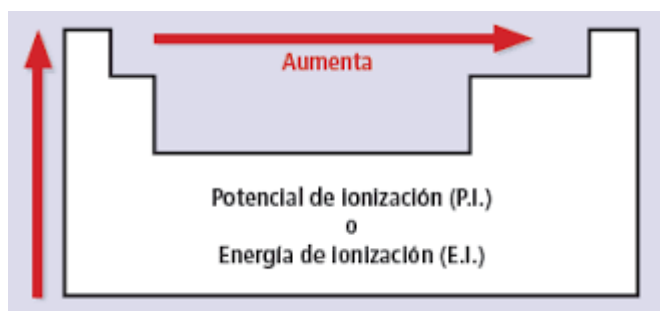 Aumenta
Potencial de ionización (P.I.)
o
Energía de ionización (E.I.)